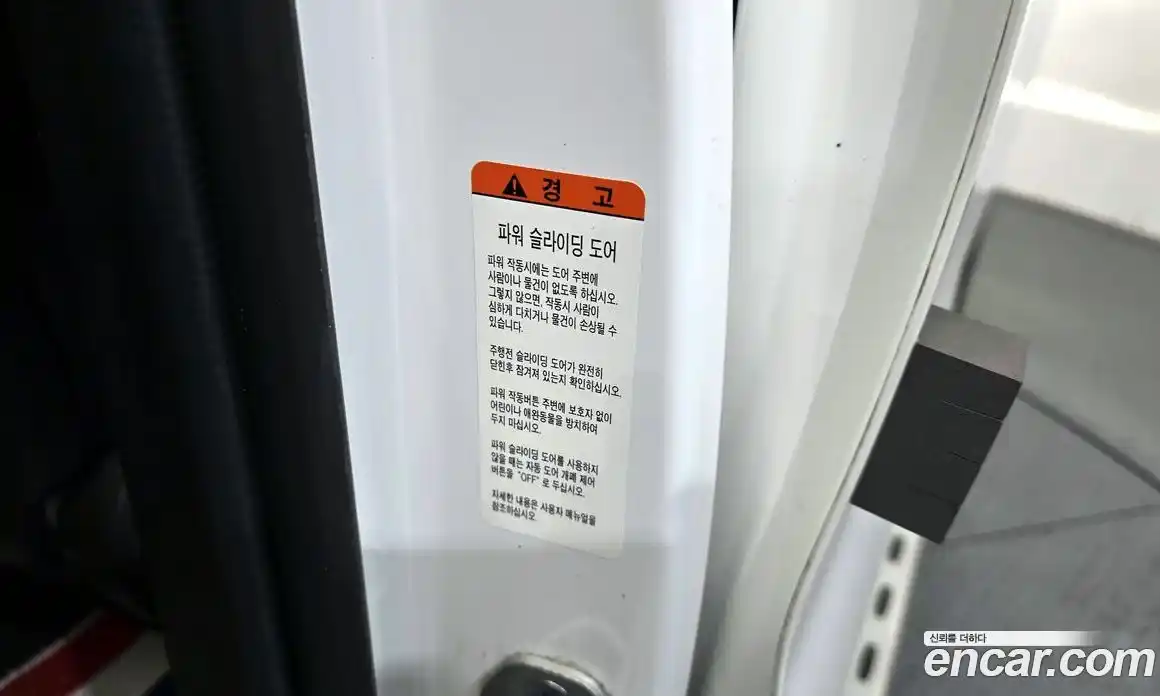 경 고
파워 슬라이딩 도어
파워 작동시에는 도어 주변에
사람이나 물건이 없도록 하십시오.
그렇지 않으면, 작동시 사람이
심하게 다치거나 물건이 손상될 수
있습니다.
주행전 슬라이딩 도어가 완전히
닫힌후 잠겨져 있는지 확인하십시오.
파워 작동버튼 주변에 보호자 없이
어린이나 애완동물을 방치하여
두지 마십시오.
파워 슬라이딩 도어를 사용하지
않을 때는 자동 도어 개폐 제어
버튼을 "OFF" 로 두십시오.
자세한 내용은 사용자 매뉴얼을
참조하십시오.
신뢰를 더하다
encar.com